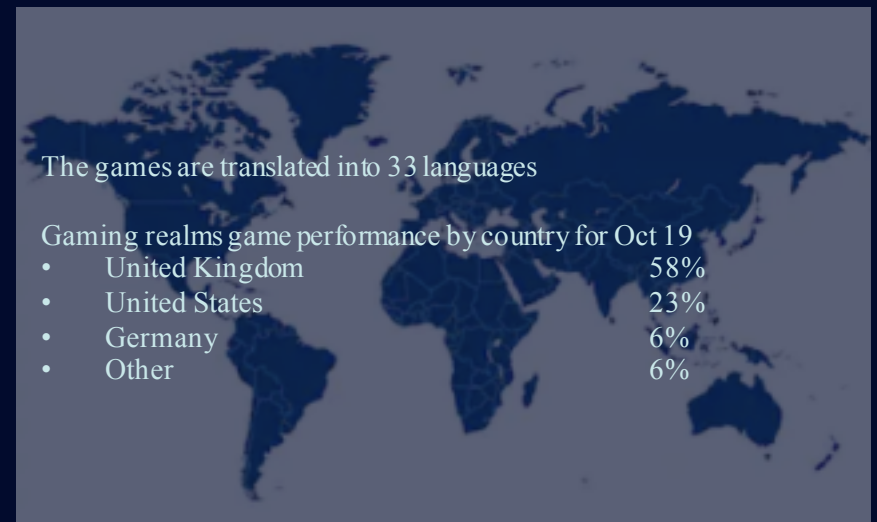 The games are translated into 33 languages
Gaming realms game performance by country for Oct 19
• United Kingdom 58%
• United States 23%
• Germany 6%
• Other 6%